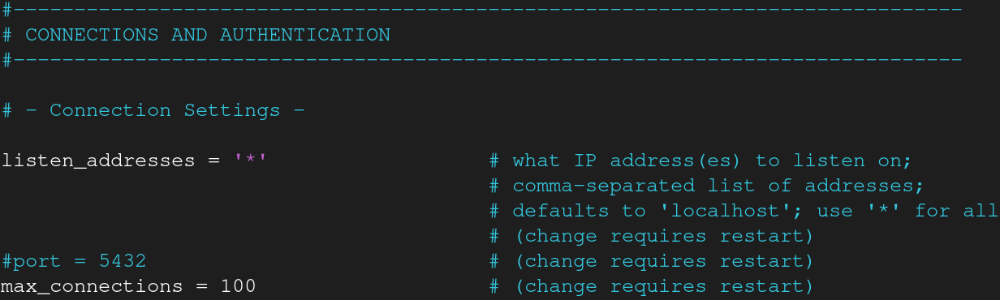 #------------------------------------------------------------------------------
# CONNECTIONS AND AUTHENTICATION
#------------------------------------------------------------------------------
# - Connection Settings -
listen_addresses = '*' # what IP address(es) to listen on;
# comma-separated list of addresses;
# defaults to 'localhost'; use '*' for all
# (change requires restart)
#port = 5432 # (change requires restart)
max_connections = 100 # (change requires restart)